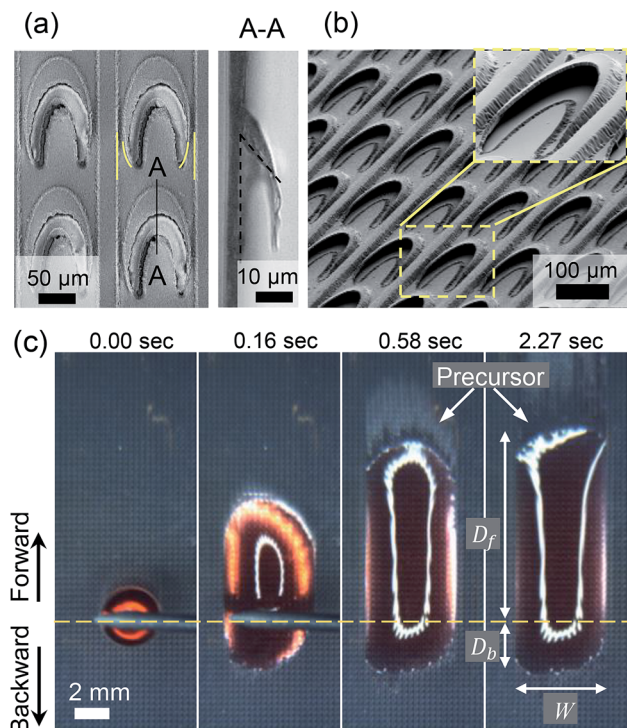 (a)
A-A
(b)
A
A
50 µm
10 µm
100 µm
(c)
0.00 sec
0.16 sec
0.58 sec
2.27 sec
Precursor
Forward
Backward
D_f
D_b
W
2 mm